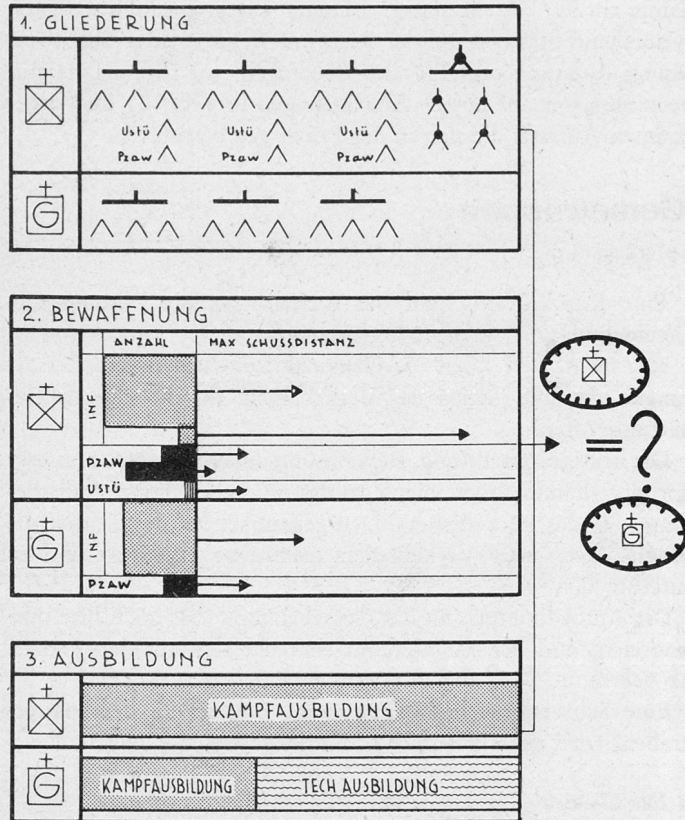 1. GLIEDERUNG
Ustü Ustü Ustü
Pzaw Pzaw Pzaw
G
2. BEWAFFNUNG
ANZAHL MAX SCHUSSDISTANZ
INF
PZAW
USTÜ
G
INF
PZAW
= ?
G
3. AUSBILDUNG
KAMPFAUSBILDUNG
G
KAMPFAUSBILDUNG TECH AUSBILDUNG